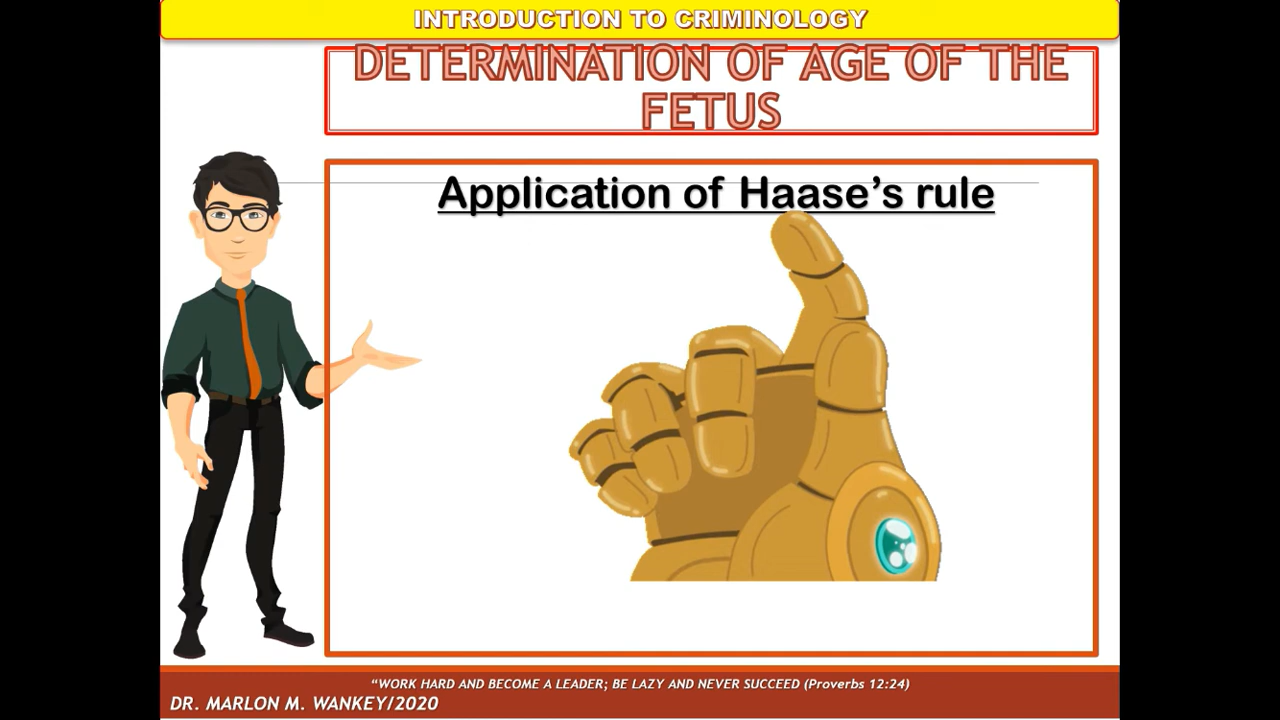 INTRODUCTION TO CRIMINOLOGY
DETERMINATION OF AGE OF THE
FETUS
Application of Haase’s rule
“WORK HARD AND BECOME A LEADER; BE LAZY AND NEVER SUCCEED (Proverbs 12:24)
DR. MARLON M. WANKEY/2020